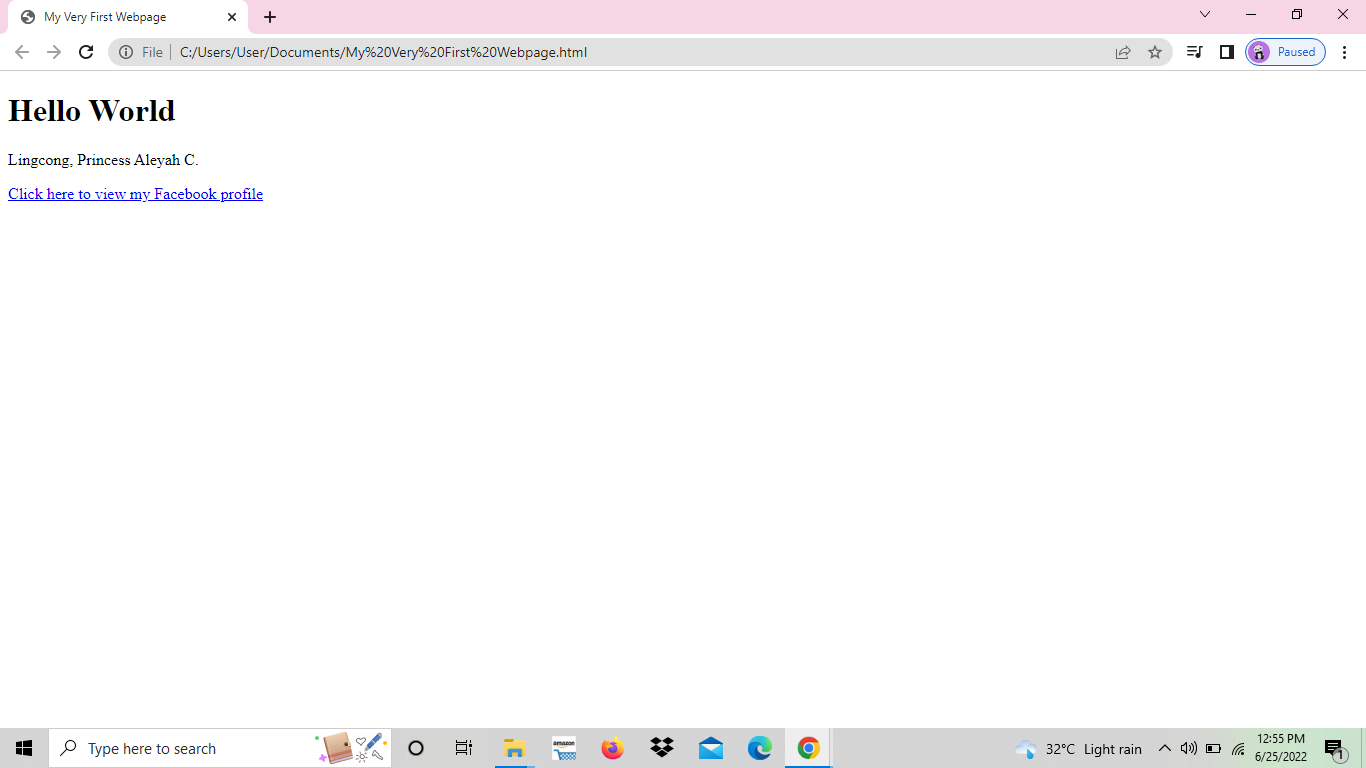 My Very First Webpage
File
C:/Users/User/Documents/My%20Very%20First%20Webpage.html
Paused
Hello World
Lingcong, Princess Aleyah C.
Click here to view my Facebook profile
Type here to search
amazon
32°C Light rain
12:55 PM
6/25/2022
1